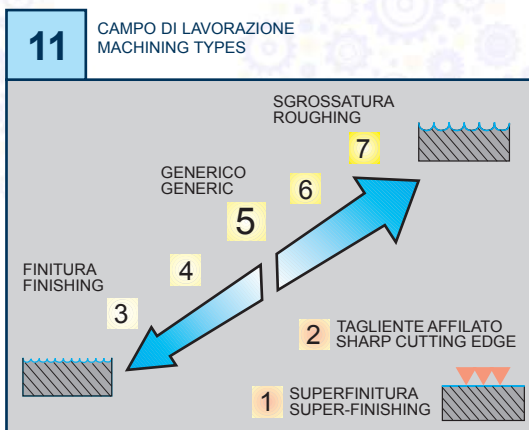 11
CAMPO DI LAVORAZIONE
MACHINING TYPES
SGROSSATURA
ROUGHING
7
GENERICO
GENERIC
6
5
4
FINITURA
FINISHING
3
2 TAGLIENTE AFFILATO
SHARP CUTTING EDGE
1 SUPERFINITURA
SUPER-FINISHING